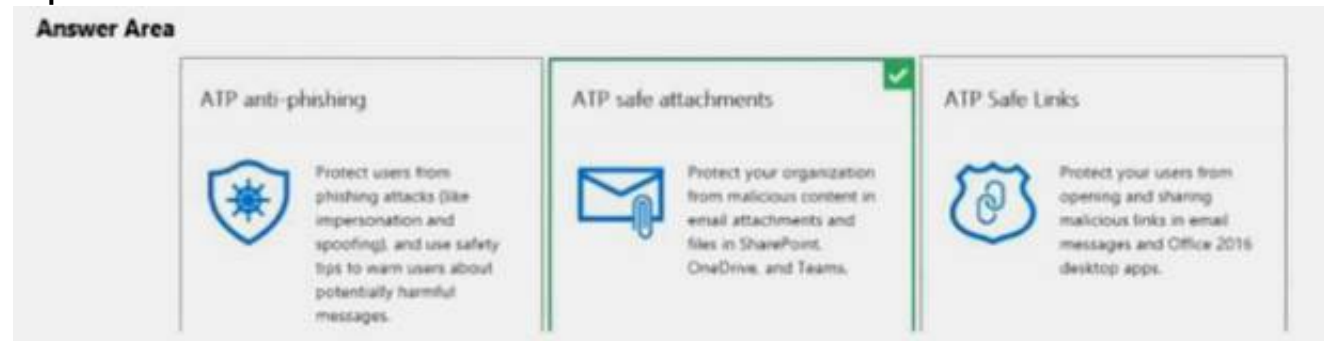 Answer Area
ATP anti-phishing
Protect users from
phishing attacks (like
impersonation and
spoofing), and use safety
tips to warn users about
potentially harmful
messages.
ATP safe attachments
Protect your organization
from malicious content in
email attachments and
files in SharePoint,
OneDrive, and Teams.
ATP Safe Links
Protect your users from
opening and sharing
malicious links in email
messages and Office 2016
desktop apps.